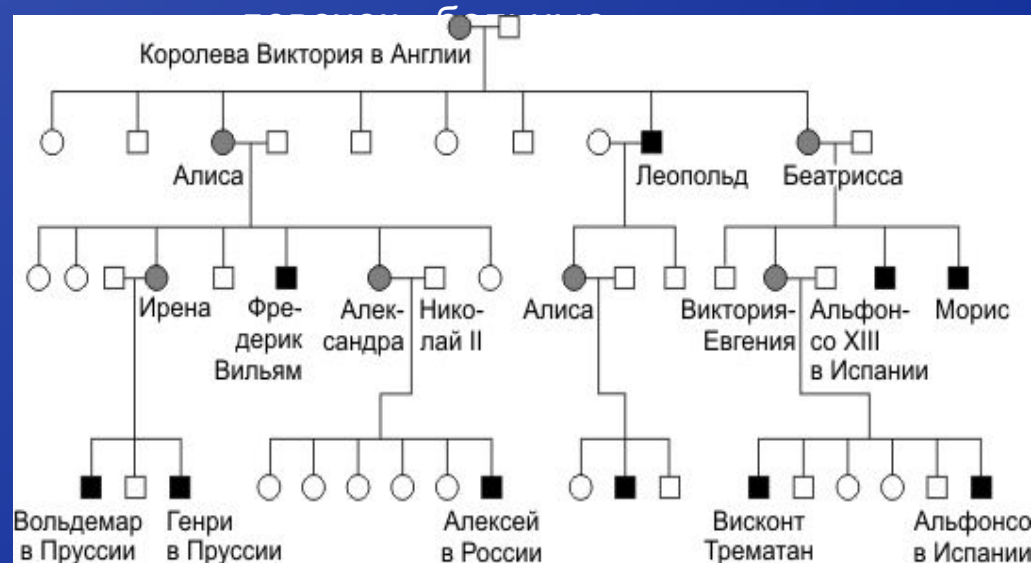 Королева Виктория в Англии
Алиса
Леопольд
Беатрисса
Ирена
Фре-
дерик
Вильям
Алек-
сандра
Нико-
лай II
Алиса
Виктория-
Евгения
Альфон-
со XIII
в Испании
Морис
Вольдемар
в Пруссии
Генри
в Пруссии
Алексей
в России
Висконт
Трематан
Альфонсо
в Испании